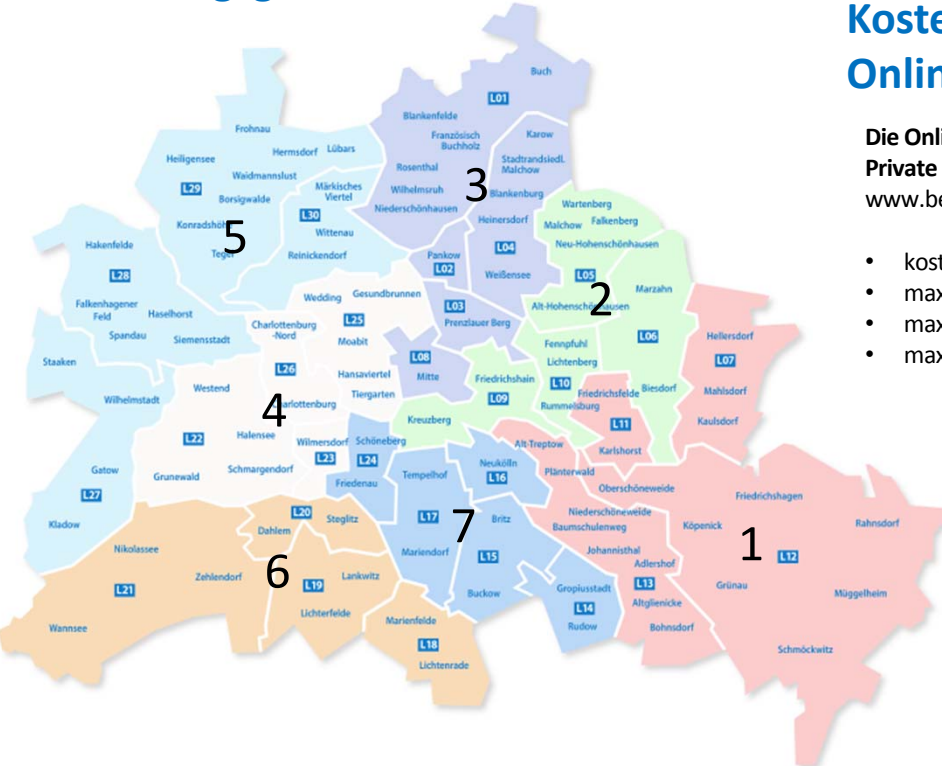 Koste
Onlin
Die Onli
Private
www.be
• kost
• max
• max
• max
Buch
L01
Blankenfelde
Französisch
Buchholz
Karow
Stadtrandsiedl.
Malchow
Rosenthal
Wilhelmsruh
3
Blankenburg
Niederschönhausen
Heinersdorf
Pankow
L02
L04
Weißensee
L03
Prenzlauer Berg
L08
Mitte
Frohnau
Hermsdorf
Lübars
Heiligensee
Waidmannslust
L29
Borsigwalde
Märkisches
Viertel
Konradshöhe
5
L30
Wittenau
Tegel
Reinickendorf
Hakenfelde
L28
Falkenhagener
Feld
Haselhorst
Spandau
Siemensstadt
Staaken
Wilhelmstadt
Gatow
L27
Kladow
Wartenberg
Malchow
Falkenberg
Neu-Hohenschönhausen
L05
2
Marzahn
Alt-Hohenschönhausen
L06
Fennpfuhl
Lichtenberg
L10
Rummelsburg
Biesdorf
Friedrichshain
L09
Kreuzberg
Wedding
Gesundbrunnen
L25
Charlottenburg
-Nord
Moabit
L26
Hansaviertel
Tiergarten
Westend
4
Charlottenburg
L22
Halensee
Wilmersdorf
L23
Grunewald
Schmargendorf
Schöneberg
L24
Friedenau
Tempelhof
Neukölln
L16
L17
7
Britz
Mariendorf
L15
Buckow
Gropiusstadt
L14
Rudow
Hellersdorf
L07
Mahlsdorf
Kaulsdorf
Friedrichsfelde
L11
Karlshorst
Alt-Treptow
Plänterwald
Oberschöneweide
Niederschöneweide
Baumschulenweg
Johannisthal
Adlershof
L13
Altglienicke
Bohnsdorf
Friedrichshagen
Köpenick
1
L12
Rahnsdorf
Grünau
Müggelheim
Schmöckwitz
L20
Dahlem
Steglitz
Nikolassee
Zehlendorf
6
L19
Lankwitz
L21
Lichterfelde
Wannsee
Marienfelde
L18
Lichtenrade